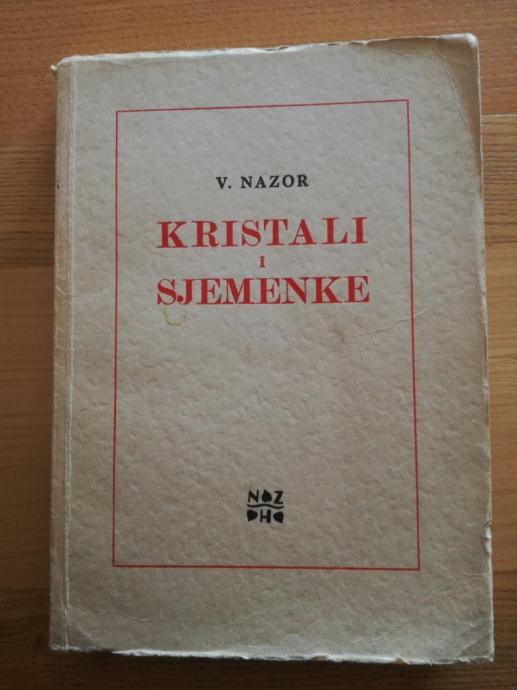 V. NAZOR
KRISTALI
I
SJEMENKE